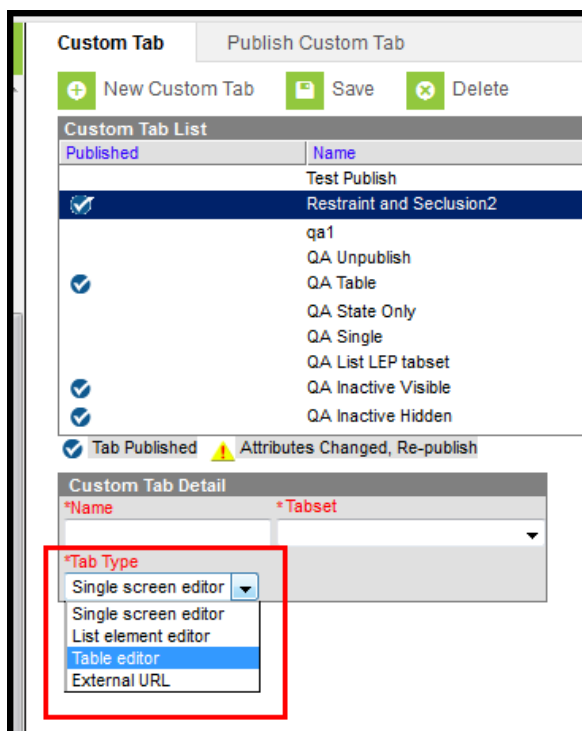 Custom Tab Publish Custom Tab
New Custom Tab Save Delete
Custom Tab List
Published Name
Test Publish
Restraint and Seclusion2
qa1
QA Unpublish
QA Table
QA State Only
QA Single
QA List LEP tabset
QA Inactive Visible
QA Inactive Hidden
Tab Published Attributes Changed, Re-publish
Custom Tab Detail
*Name *Tabset
*Tab Type
Single screen editor
Single screen editor
List element editor
Table editor
External URL